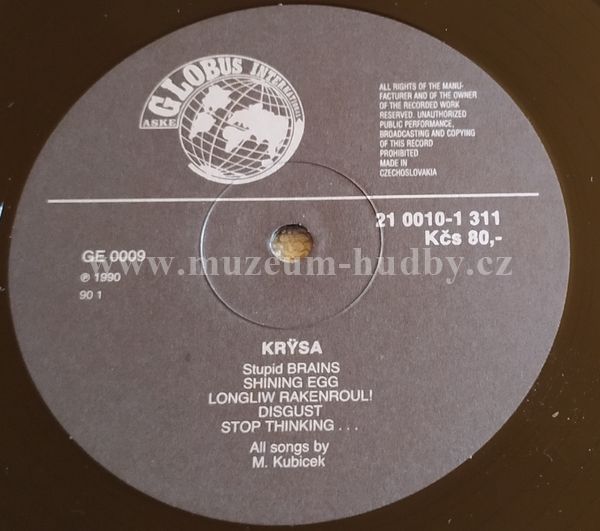 GLOBUS INTERNATIONAL
ASKE
ALL RIGHTS OF THE MANU-
FACTURER AND OF THE OWNER
OF THE RECORDED WORK
RESERVED. UNAUTHORIZED
PUBLIC PERFORMANCE,
BROADCASTING AND COPYING
OF THIS RECORD
PROHIBITED
MADE IN
CZECHOSLOVAKIA
21 0010-1 311
Kčs 80,-
GE 0009
℗ 1990
90 1
www.muzeum-hudby.cz
KRŸSA
Stupid BRAINS
SHINING EGG
LONGLIW RAKENROUL!
DISGUST
STOP THINKING . . .
All songs by
M. Kubicek